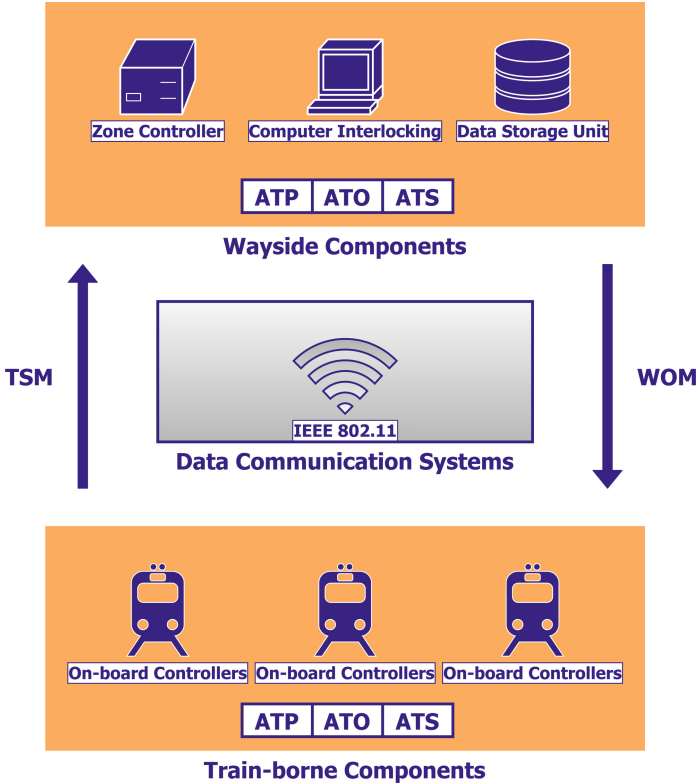 Zone Controller
Computer Interlocking
Data Storage Unit
ATP ATO ATS
Wayside Components
TSM
WOM
IEEE 802.11
Data Communication Systems
On-board Controllers
On-board Controllers
On-board Controllers
ATP ATO ATS
Train-borne Components